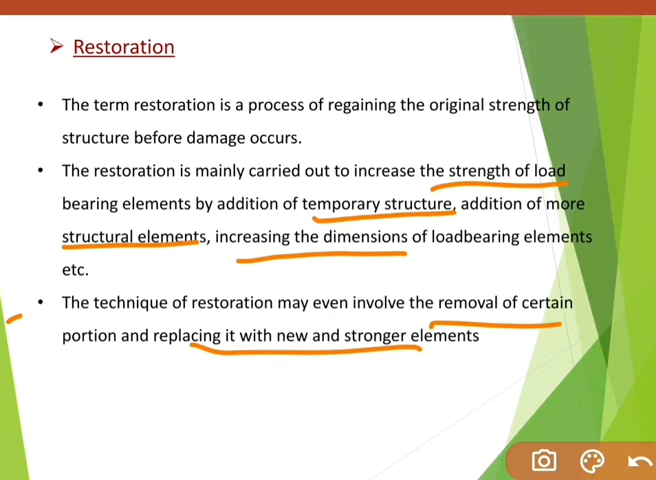 Restoration
The term restoration is a process of regaining the original strength of
structure before damage occurs.
The restoration is mainly carried out to increase the strength of load
bearing elements by addition of temporary structure, addition of more
structural elements, increasing the dimensions of loadbearing elements
etc.
The technique of restoration may even involve the removal of certain
portion and replacing it with new and stronger elements